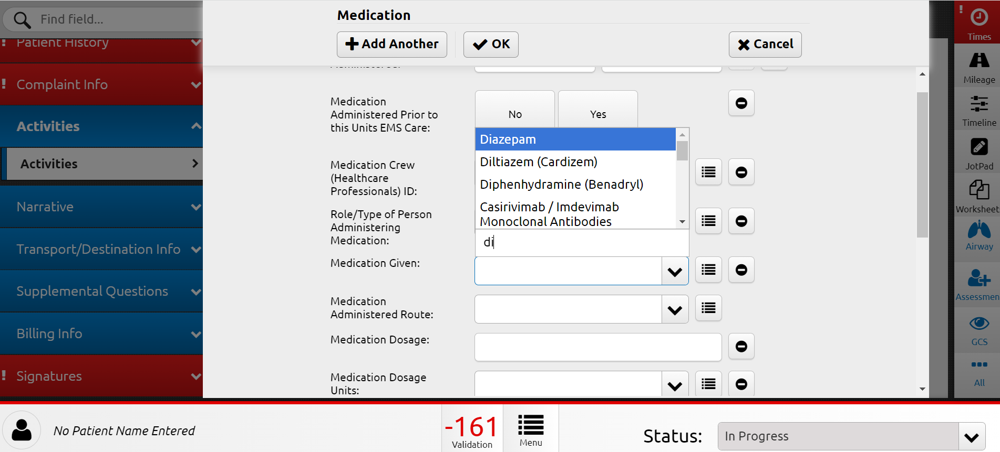 Find field...
Patient History
Complaint Info
Activities
Activities
Narrative
Transport/Destination Info
Supplemental Questions
Billing Info
Signatures
Medication
Add Another
OK
Cancel
Medication
Administered Prior to
this Units EMS Care:
No
Yes
Diazepam
Diltiazem (Cardizem)
Diphenhydramine (Benadryl)
Casirivimab / Imdevimab
Monoclonal Antibodies
di
Medication Crew
(Healthcare
Professionals) ID:
Role/Type of Person
Administering
Medication:
Medication Given:
Medication
Administered Route:
Medication Dosage:
Medication Dosage
Units:
! Times
Mileage
Timeline
JotPad
Worksheet
Airway
Assessmen
GCS
All
No Patient Name Entered
-161
Validation
Menu
Status:
In Progress